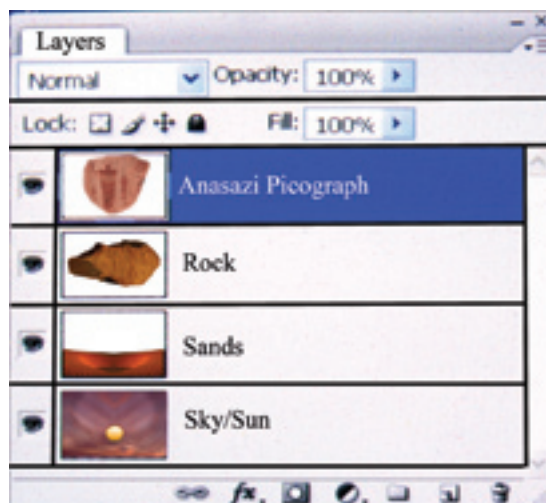 Layers
Normal Opacity: 100%
Lock: Fill: 100%
Anasazi Picograph
Rock
Sands
Sky/Sun
fx.